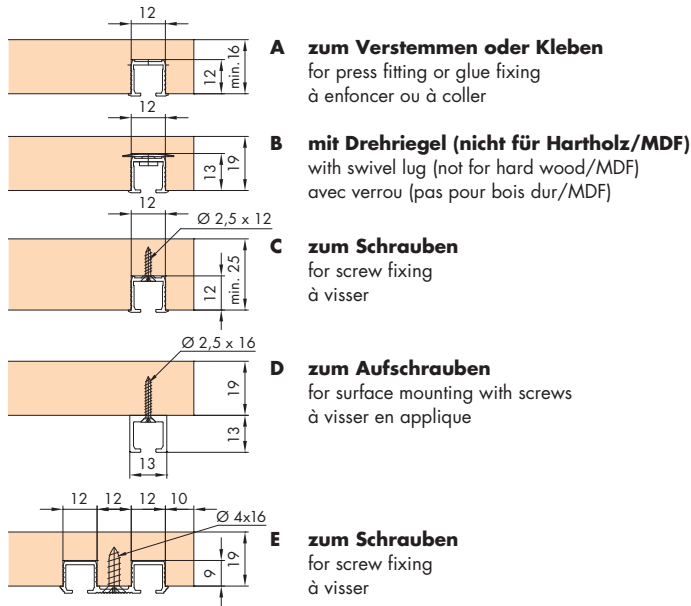 12
12
min. 16
A zum Verstemmen oder Kleben
for press fitting or glue fixing
à enfoncer ou à coller
12
13
19
B mit Drehriegel (nicht für Hartholz/MDF)
with swivel lug (not for hard wood/MDF)
avec verrou (pas pour bois dur/MDF)
12
Ø 2,5 x 12
12
min. 25
C zum Schrauben
for screw fixing
à visser
Ø 2,5 x 16
19
13
13
D zum Aufschrauben
for surface mounting with screws
à visser en applique
12 12 12 10
Ø 4x16
9
19
E zum Schrauben
for screw fixing
à visser